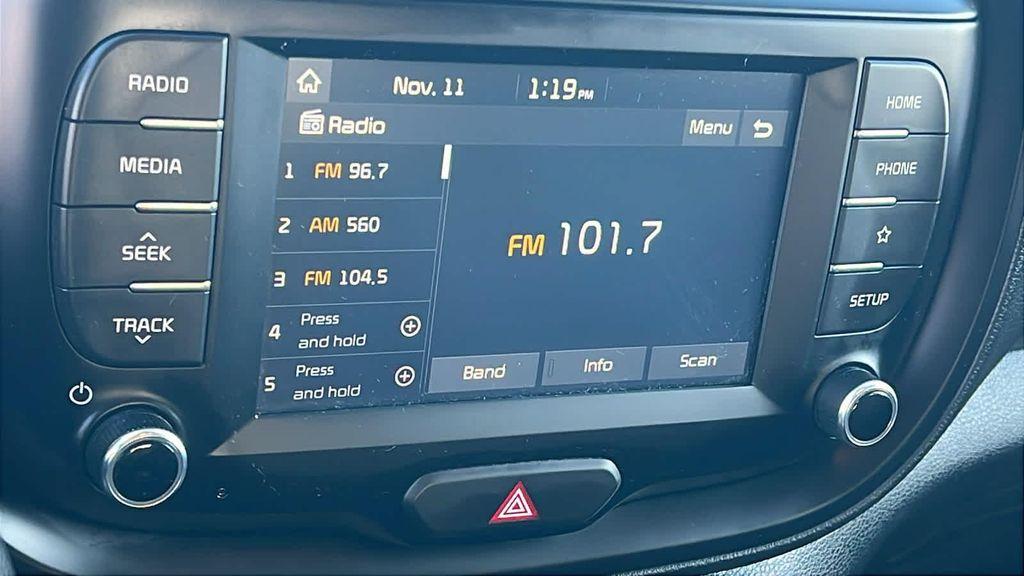 RADIO
MEDIA
SEEK
TRACK
Nov. 11 1:19PM
Radio Menu
1 FM 96.7
2 AM 560
3 FM 104.5
4 Press
and hold
5 Press
and hold
FM 101.7
Band Info Scan
HOME
PHONE
SETUP